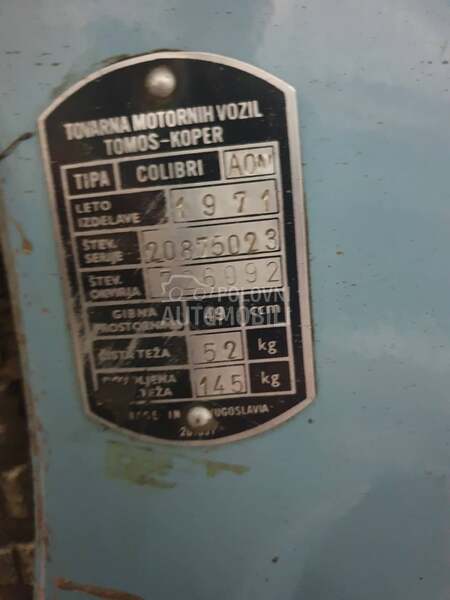 TOVARNA MOTORNIH VOZIL
TOMOS-KOPER
TIPA COLIBRI
LETO IZDELAVE 1971
ŠTEV. SERIJE 20875023
ŠTEV. OKVIRJA
GIBNA PROSTORNINA 49 ccm
ČISTA TEŽA 52 kg
TEŽA 145 kg
MADE IN YUGOSLAVIA
POLOVNI
AUTOMOBILI